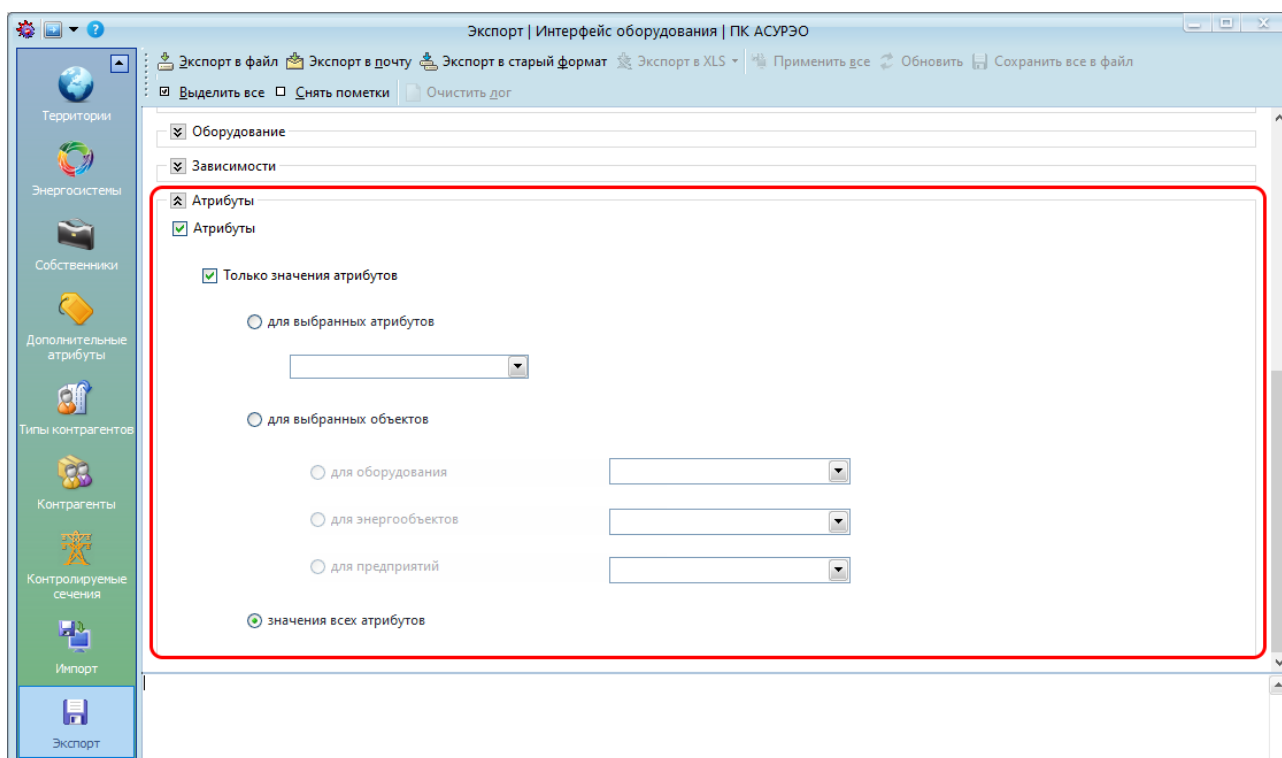 Экспорт | Интерфейс оборудования | ПК АСУРЭО
Экспорт в файл Экспорт в почту Экспорт в старый формат Экспорт в XLS Применить все Обновить Сохранить все в файл
Выделить все Снять пометки Очистить лог
Территории
Энергосистемы
Собственники
Дополнительные
атрибуты
Типы контрагентов
Контрагенты
Контролируемые
сечения
Импорт
Экспорт
Оборудование
Зависимости
Атрибуты
Атрибуты
Только значения атрибутов
для выбранных атрибутов
для выбранных объектов
для оборудования
для энергообъектов
для предприятий
значения всех атрибутов